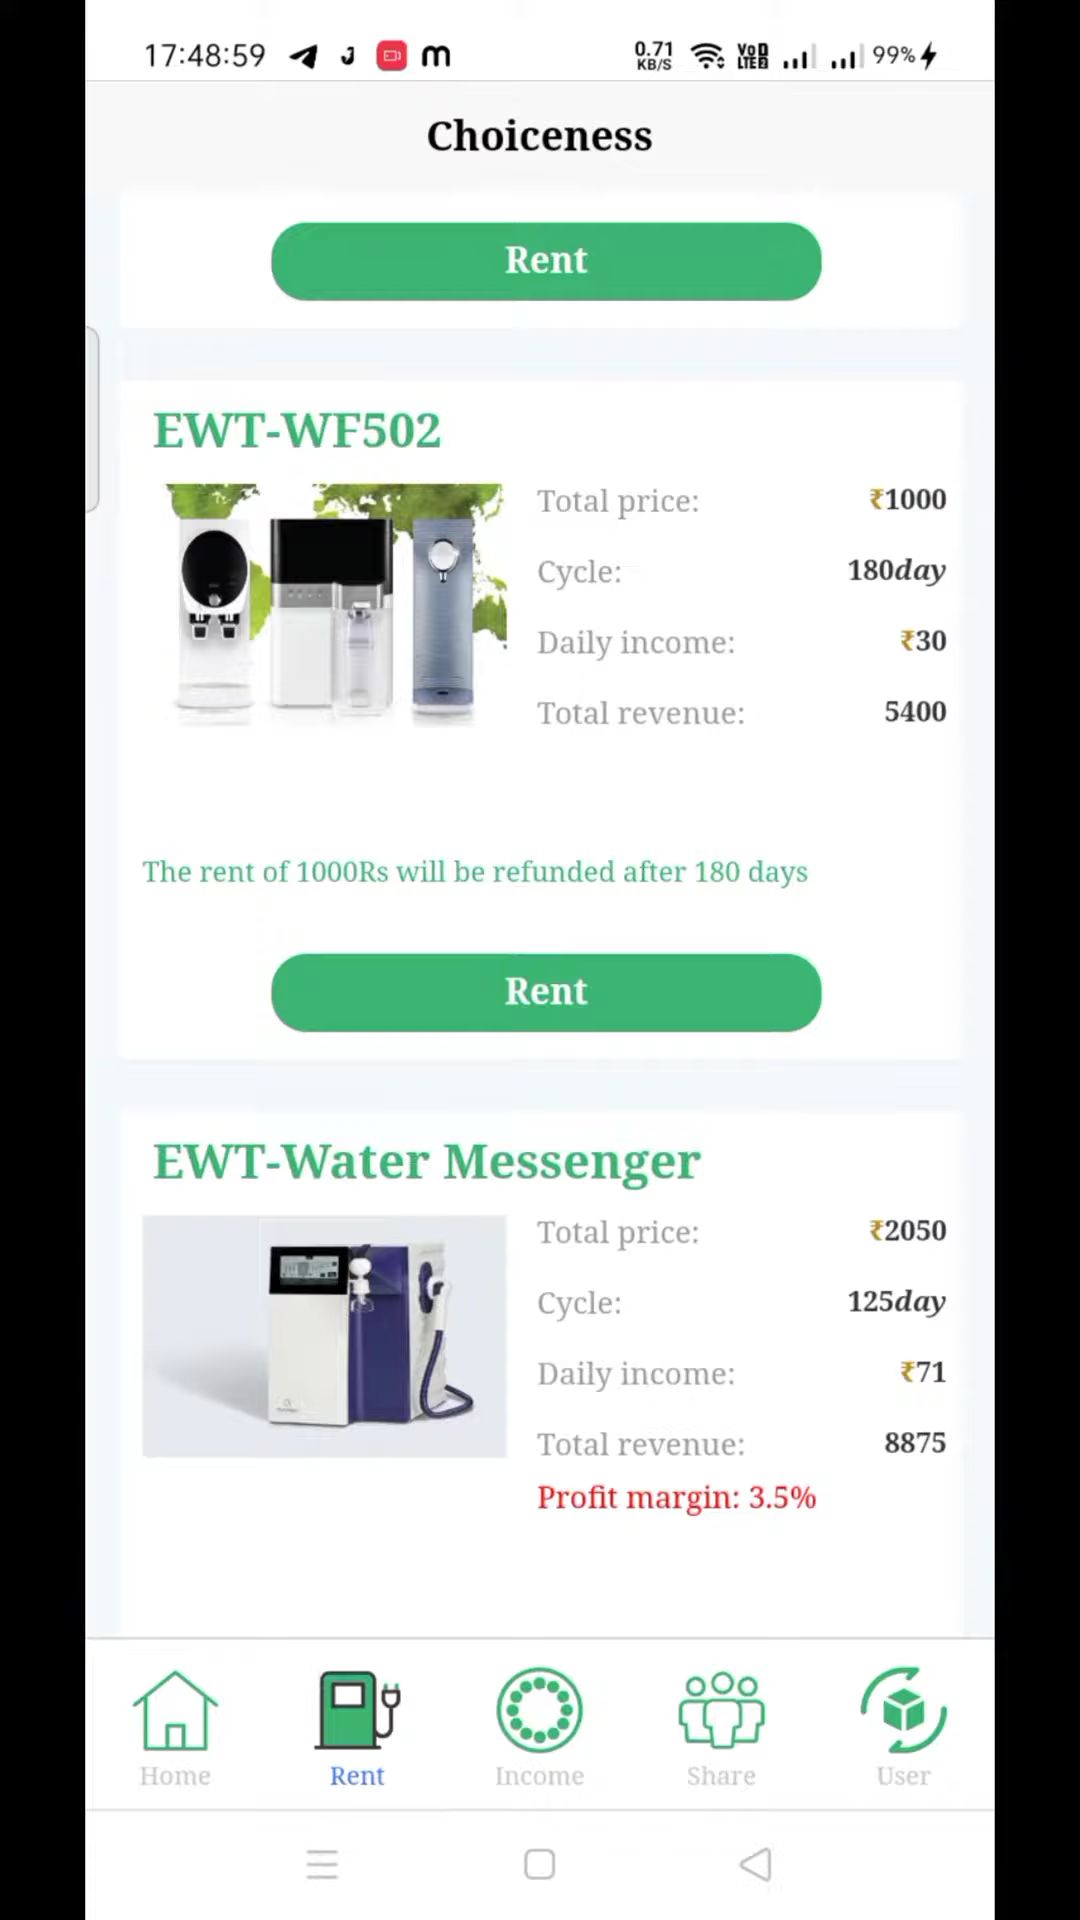 17:48:59
0.71 KB/S
VoD LTE2
99%
Choiceness
Rent
EWT-WF502
Total price: ₹1000
Cycle: 180day
Daily income: ₹30
Total revenue: 5400
The rent of 1000Rs will be refunded after 180 days
Rent
EWT-Water Messenger
Total price: ₹2050
Cycle: 125day
Daily income: ₹71
Total revenue: 8875
Profit margin: 3.5%
Home Rent Income Share User